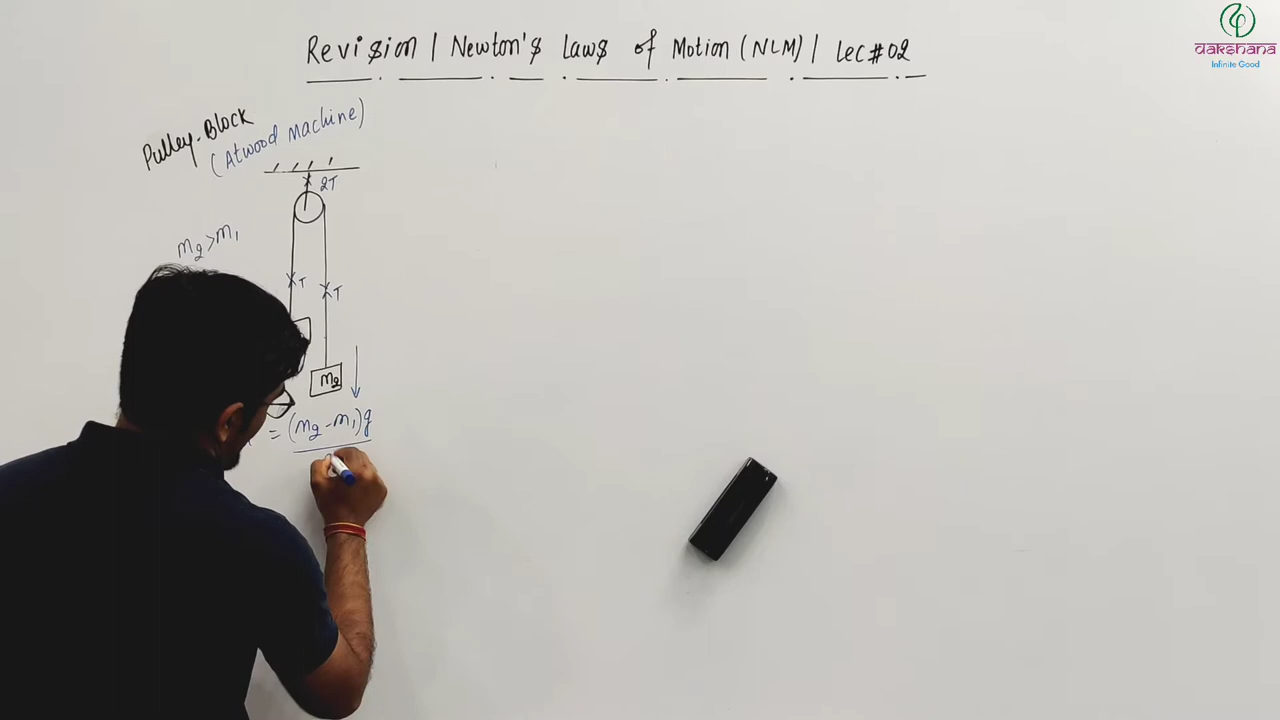 Revision | Newton's Laws of Motion (NLM) | Lec#02
dakshana
Infinite Good
Pulley-Block
(Atwood Machine)
2T
m₂>m₁
T
T
m₂
= (m₂-m₁)g